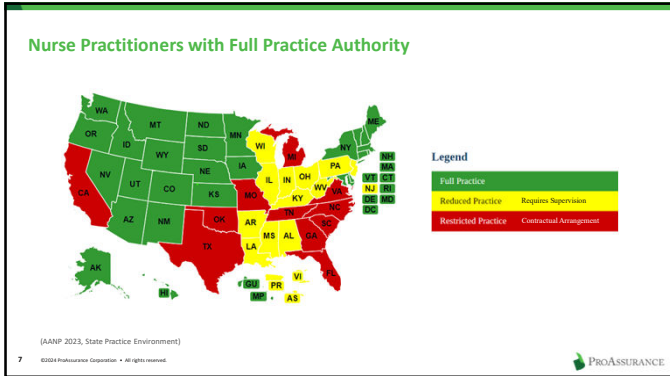 Nurse Practitioners with Full Practice Authority
WA
MT
ND
MN
ME
OR
ID
SD
WI
NY
WY
MI
NH
MA
IA
PA
VT CT
NE
NV
IL IN OH
NJ RI
UT
CO
WV
DE MD
CA
KS
MO
KY
VA
DC
NC
TN
AZ
NM
OK
AR
SC
MS AL GA
TX
LA
AK
FL
HI
GU
VI
PR
MP
AS
Legend
Full Practice
Reduced Practice Requires Supervision
Restricted Practice Contractual Arrangement
(AANP 2023, State Practice Environment)
7 ©2024 ProAssurance Corporation • All rights reserved.
PROASSURANCE